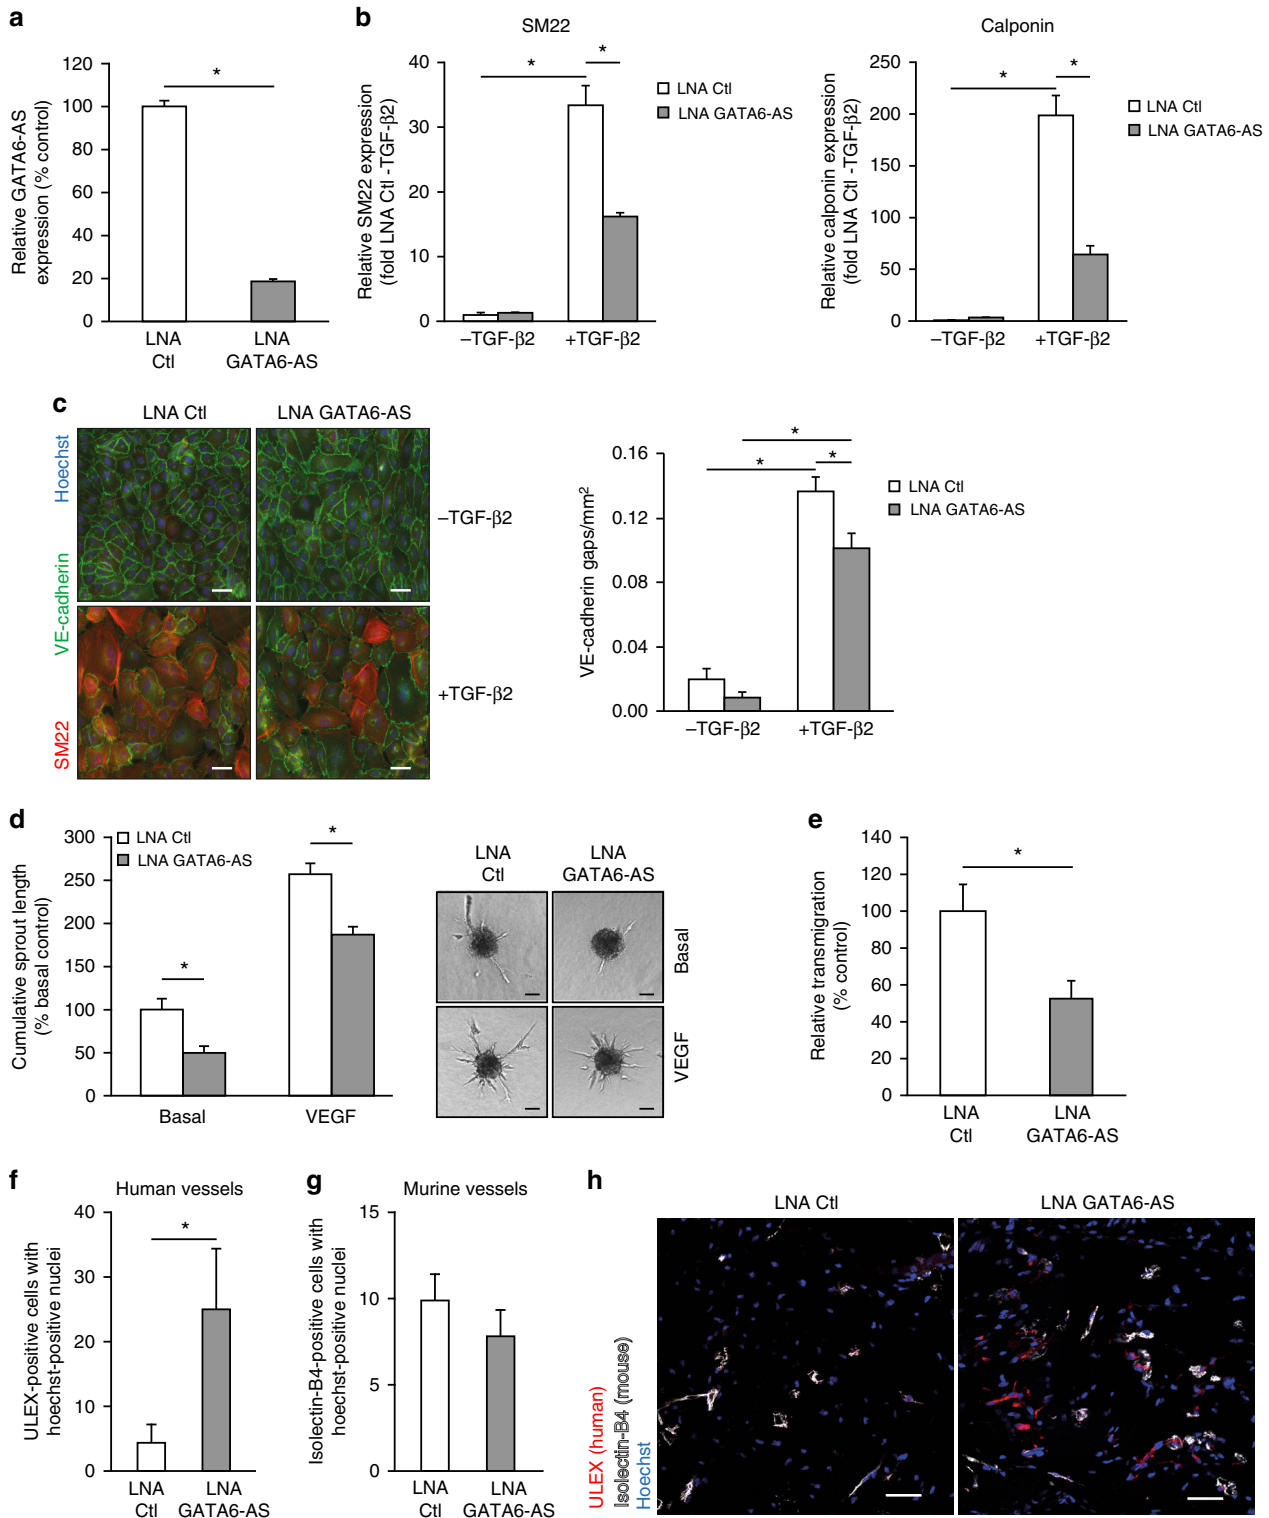 a
Relative GATA6-AS
expression (% control)
120
100
80
60
40
20
0
*
LNA
Ctl
LNA
GATA6-AS
b
SM22
Relative SM22 expression
(fold LNA Ctl -TGF-β2)
40
30
20
10
0
*
*
–TGF-β2
+TGF-β2
LNA Ctl
LNA GATA6-AS
Calponin
Relative calponin expression
(fold LNA Ctl -TGF-β2)
250
200
150
100
50
0
*
*
–TGF-β2
+TGF-β2
LNA Ctl
LNA GATA6-AS
c
LNA Ctl
LNA GATA6-AS
Hoechst
VE-cadherin
SM22
–TGF-β2
+TGF-β2
VE-cadherin gaps/mm²
0.16
0.12
0.08
0.04
0.00
*
*
*
–TGF-β2
+TGF-β2
LNA Ctl
LNA GATA6-AS
d
Cumulative sprout length
(% basal control)
300
250
200
150
100
50
0
LNA Ctl
LNA GATA6-AS
*
*
Basal
VEGF
LNA
Ctl
LNA
GATA6-AS
Basal
VEGF
e
Relative transmigration
(% control)
140
120
100
80
60
40
20
0
*
LNA
Ctl
LNA
GATA6-AS
f
Human vessels
ULEX-positive cells with
hoechst-positive nuclei
40
30
20
10
0
*
LNA
Ctl
LNA
GATA6-AS
g
Murine vessels
Isolectin-B4-positive cells with
hoechst-positive nuclei
15
10
5
0
LNA
Ctl
LNA
GATA6-AS
h
LNA Ctl
LNA GATA6-AS
ULEX (human)
Isolectin-B4 (mouse)
Hoechst